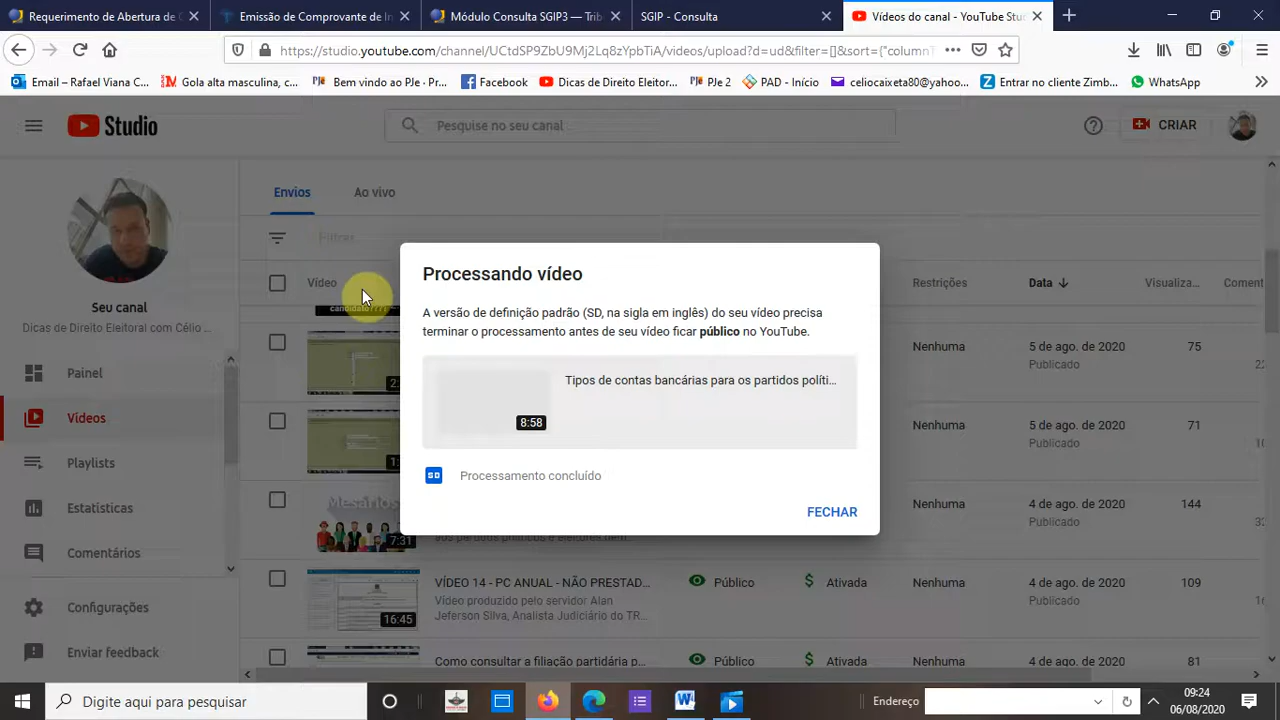 Requerimento de Abertura de C
Emissão de Comprovante de In
Módulo Consulta SGIP3 — Trib
SGIP - Consulta
Vídeos do canal - YouTube Stu
https://studio.youtube.com/channel/UCtdSP9ZbU9Mj2Lq8zYpbTiA/videos/upload?d=ud&filter=[]&sort={"columnT
Email – Rafael Viana C...
Gola alta masculina, c...
Bem vindo ao PJe · Pr...
Facebook
Dicas de Direito Eleitor...
PJe 2
PAD - Início
celiocaixeta80@yahoo...
Entrar no cliente Zimb...
WhatsApp
Studio
Pesquise no seu canal
CRIAR
Envios
Ao vivo
Filtrar
Vídeo
Restrições
Data
Visualiza...
Coment
Seu canal
Dicas de Direito Eleitoral com Célio ...
Painel
Vídeos
Playlists
Estatísticas
Comentários
Configurações
Enviar feedback
candidato????
Processando vídeo
A versão de definição padrão (SD, na sigla em inglês) do seu vídeo precisa
terminar o processamento antes de seu vídeo ficar público no YouTube.
Tipos de contas bancárias para os partidos políti...
8:58
SD
Processamento concluído
FECHAR
Nenhuma
5 de ago. de 2020
Publicado
75
Nenhuma
5 de ago. de 2020
Publicado
71
Mesários
7:31
Nenhuma
4 de ago. de 2020
Publicado
144
16:45
VÍDEO 14 - PC ANUAL - NÃO PRESTAD...
Vídeo produzido pelo servidor Alan
Jeferson Silva, Analista Judiciário do TR...
Público
Ativada
Nenhuma
4 de ago. de 2020
Publicado
109
Como consultar a filiação partidária p...
Público
Ativada
Nenhuma
4 de ago. de 2020
81
Digite aqui para pesquisar
Endereço
09:24
06/08/2020